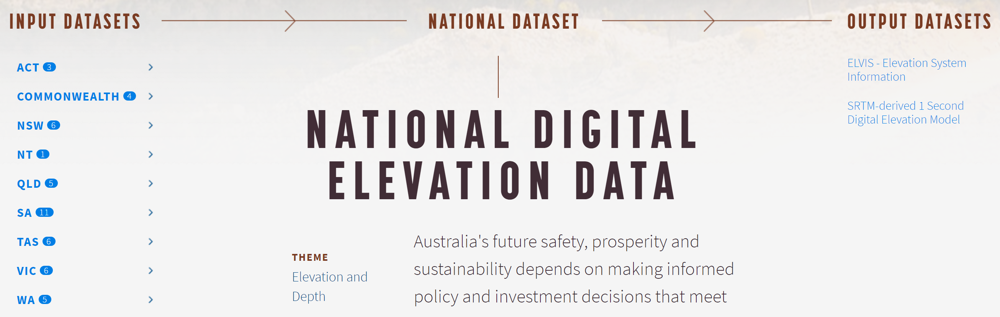 INPUT DATASETS
NATIONAL DATASET
OUTPUT DATASETS
ACT 3
COMMONWEALTH 4
NSW 6
NT 1
QLD 5
SA 11
TAS 6
VIC 6
WA 5
NATIONAL DIGITAL
ELEVATION DATA
THEME
Elevation and
Depth
Australia's future safety, prosperity and
sustainability depends on making informed
policy and investment decisions that meet
ELVIS - Elevation System
Information
SRTM-derived 1 Second
Digital Elevation Model